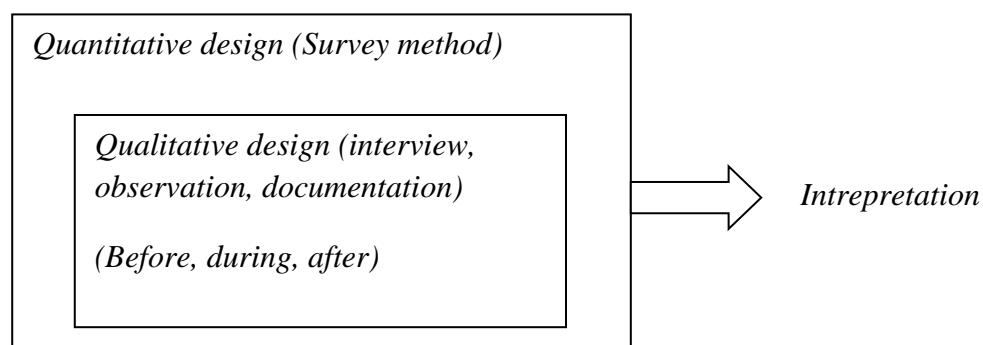 Quantitative design (Survey method)
Qualitative design (interview,
observation, documentation)
(Before, during, after)
Intrepretation